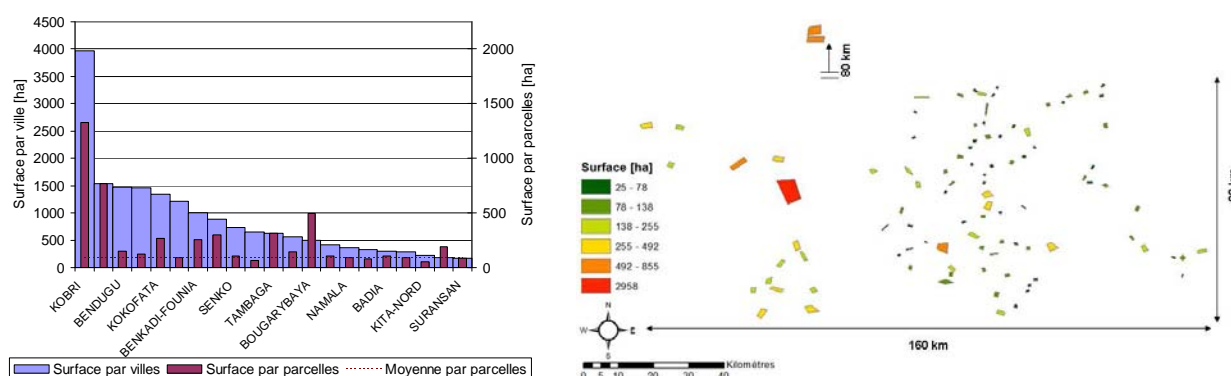 4500
4000
3500
3000
2500
2000
1500
1000
500
0
Surface par ville [ha]
2000
1500
1000
500
0
Surface par parcelles [ha]
KOBRI
BENDUGU
KOKOFATA
BENKADI-FOUNIA
SENKO
TAMBAGA
BOUGARYBAYA
NAMALA
BADIA
KITA-NORD
SURANSAN
Surface par villes
Surface par parcelles
Moyenne par parcelles
80 km
Surface [ha]
25 - 78
78 - 138
138 - 255
255 - 492
492 - 855
2958
N
W
E
S
160 km
km
Kilomètres
0 5 10 20 30 40